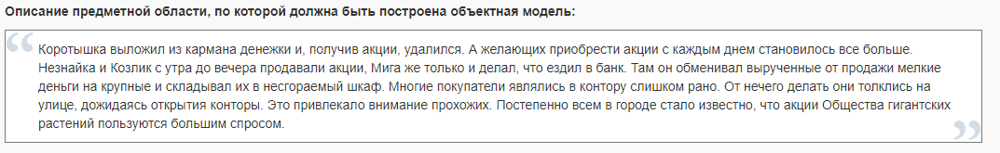 Описание предметной области, по которой должна быть построена объектная модель:
Коротышка выложил из кармана денежки и, получив акции, удалился. А желающих приобрести акции с каждым днем становилось все больше.
Незнайка и Козлик с утра до вечера продавали акции, Мига же только и делал, что ездил в банк. Там он обменивал вырученные от продажи мелкие
деньги на крупные и складывал их в несгораемый шкаф. Многие покупатели являлись в контору слишком рано. От нечего делать они толклись на
улице, дожидаясь открытия конторы. Это привлекало внимание прохожих. Постепенно всем в городе стало известно, что акции Общества гигантских
растений пользуются большим спросом.